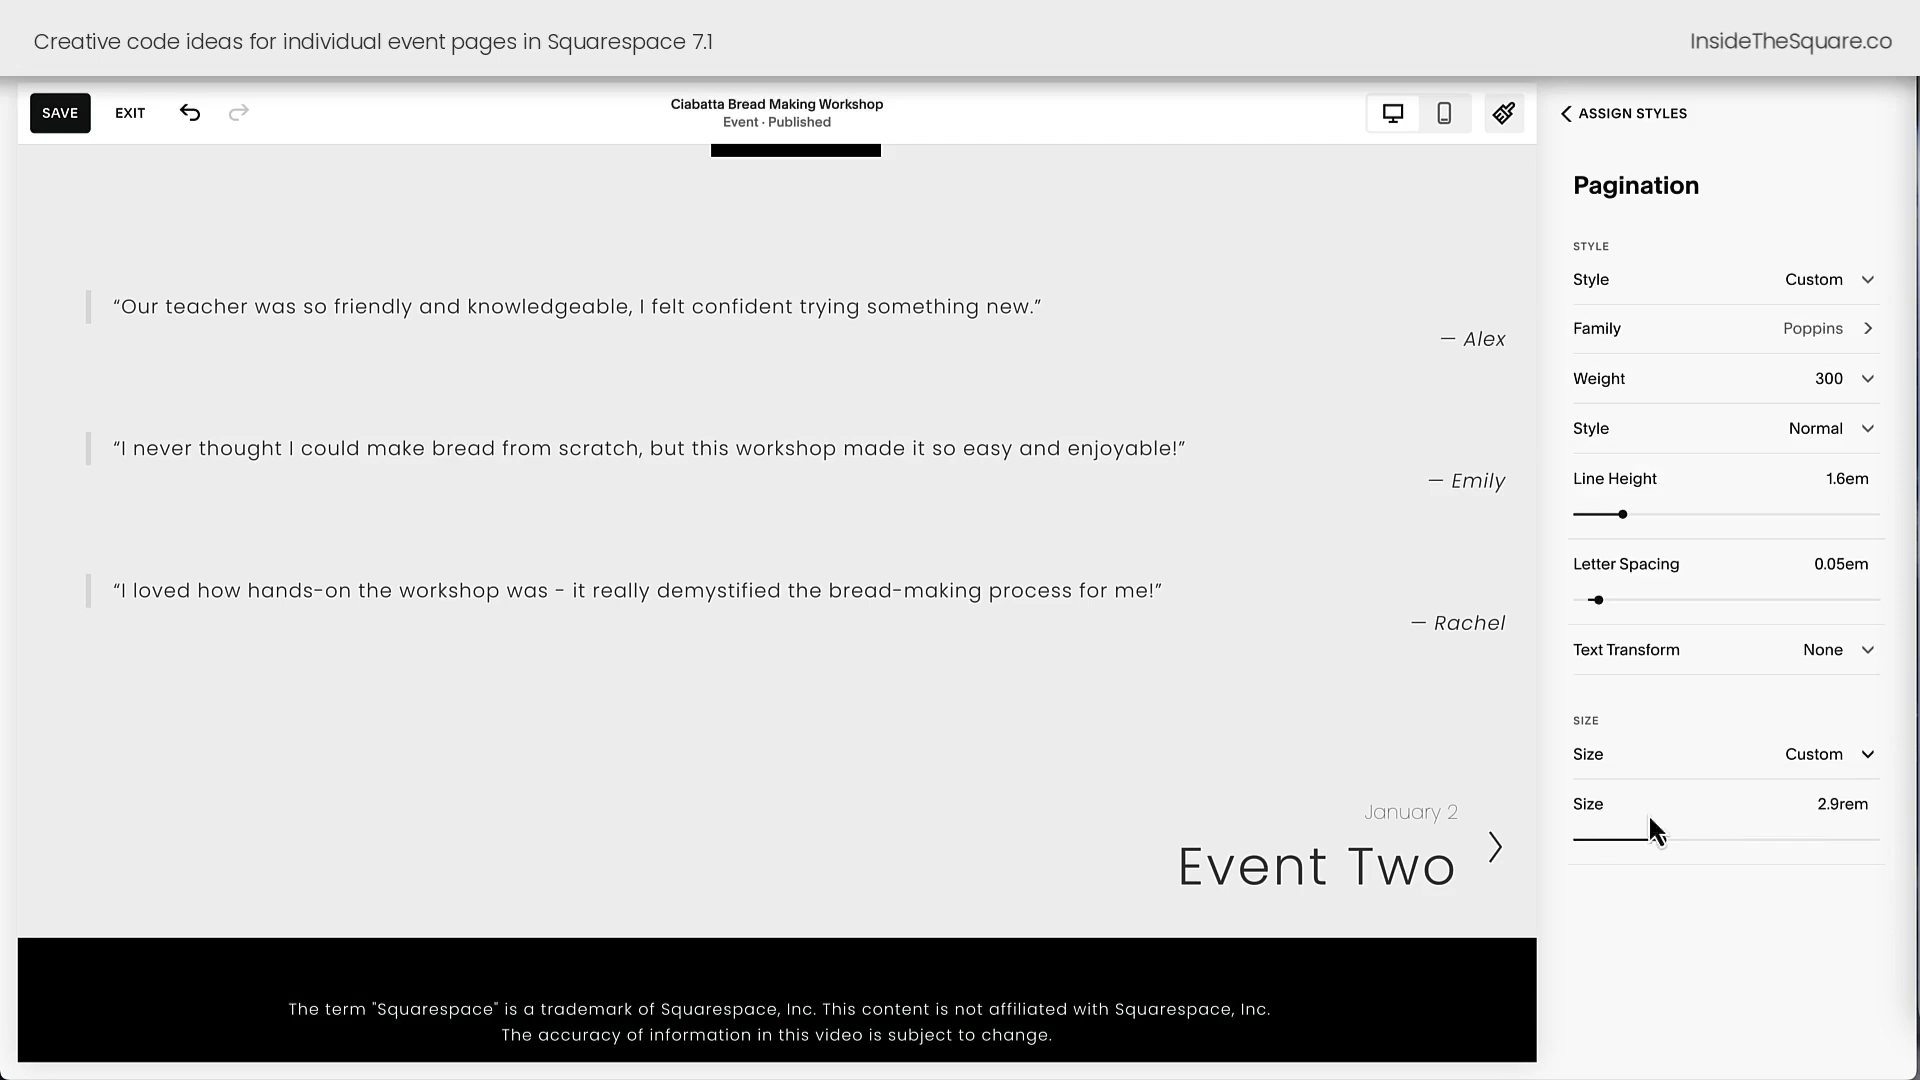 Creative code ideas for individual event pages in Squarespace 7.1
InsideTheSquare.co
SAVE
EXIT
Ciabatta Bread Making Workshop
Event · Published
ASSIGN STYLES
Pagination
STYLE
Style Custom
Family Poppins
Weight 300
Style Normal
Line Height 1.6em
Letter Spacing 0.05em
Text Transform None
SIZE
Size Custom
Size 2.9rem
“Our teacher was so friendly and knowledgeable, I felt confident trying something new.”
— Alex
“I never thought I could make bread from scratch, but this workshop made it so easy and enjoyable!”
— Emily
“I loved how hands-on the workshop was - it really demystified the bread-making process for me!”
— Rachel
January 2
Event Two
The term "Squarespace" is a trademark of Squarespace, Inc. This content is not affiliated with Squarespace, Inc.
The accuracy of information in this video is subject to change.